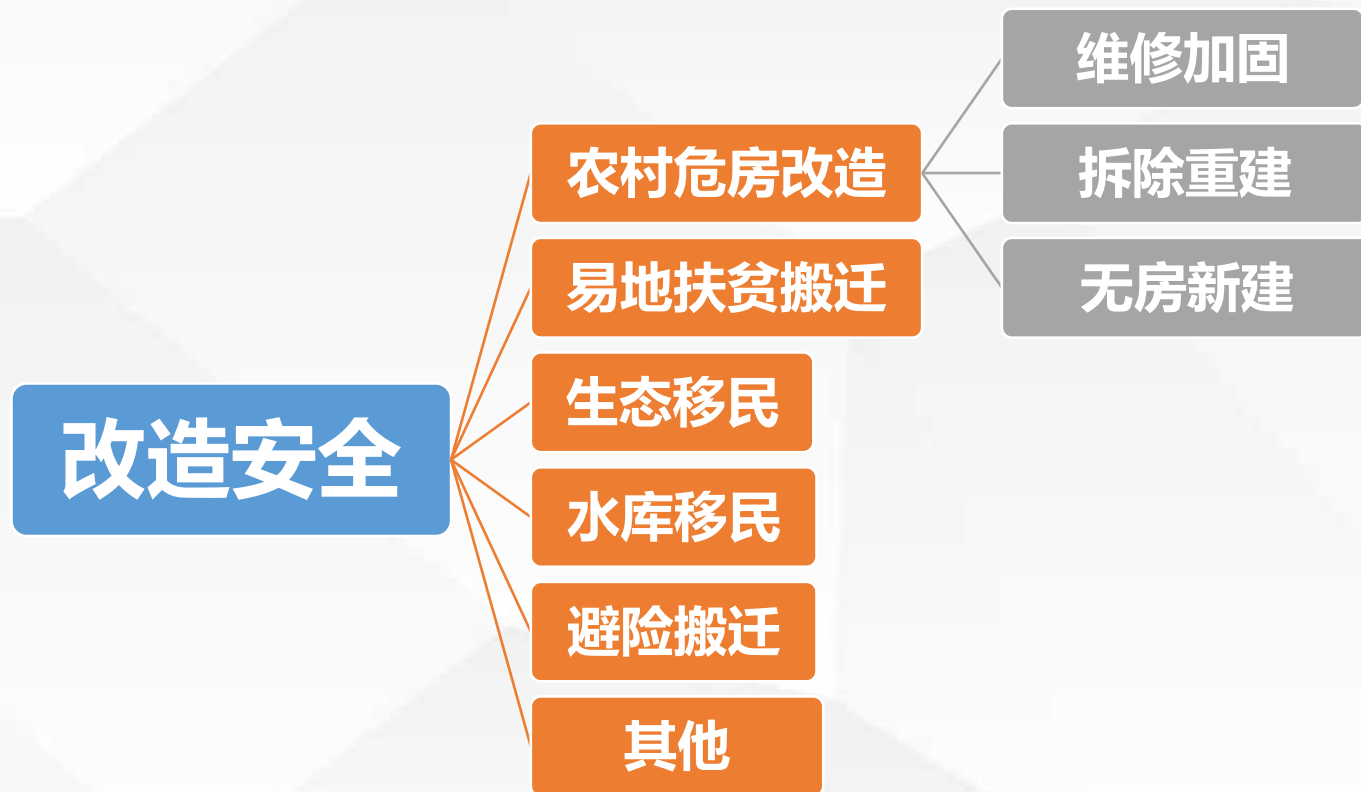 改造安全
农村危房改造
维修加固
拆除重建
无房新建
易地扶贫搬迁
生态移民
水库移民
避险搬迁
其他